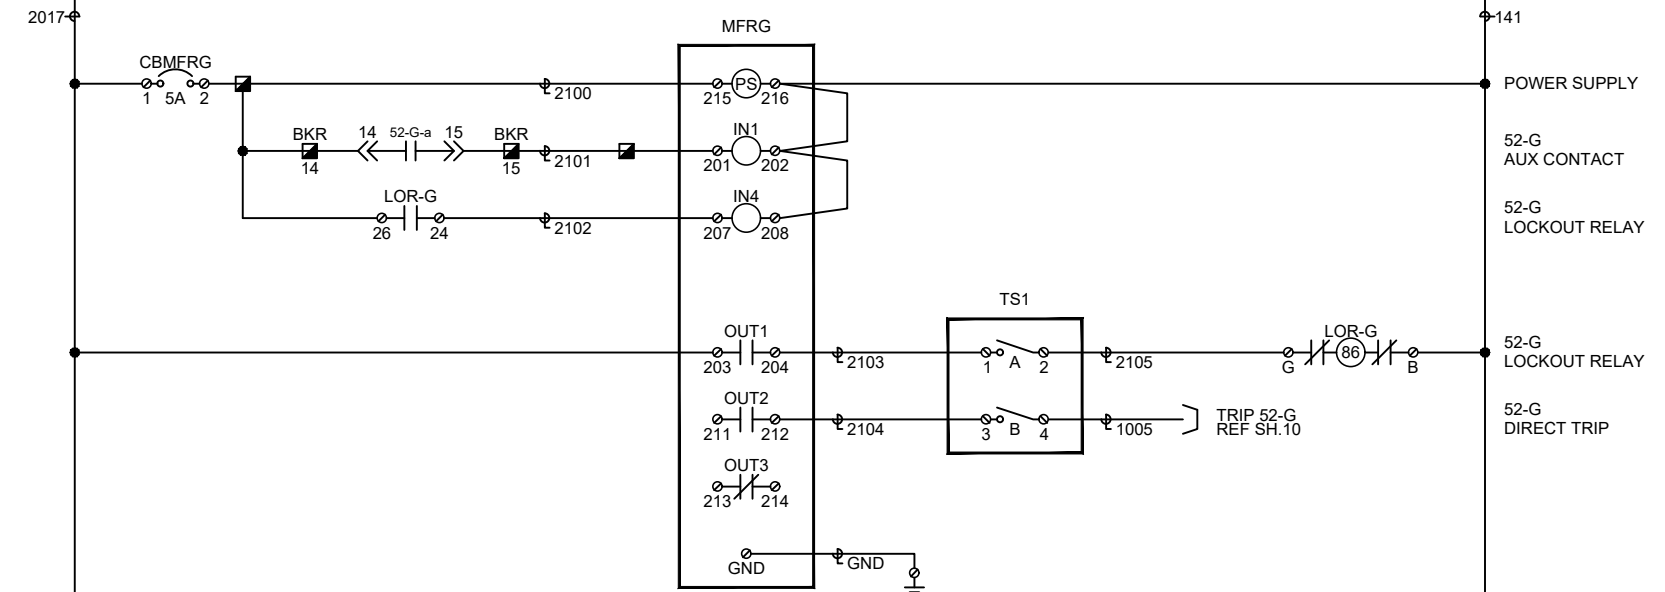 2017
MFRG
141
CBMFRG
1 5A 2
2100
215 PS 216
POWER SUPPLY
BKR 14 52-G-a 15 BKR
14 15
2101
IN1
201 202
52-G
AUX CONTACT
LOR-G
26 24
2102
IN4
207 208
52-G
LOCKOUT RELAY
TS1
OUT1
203 204
2103
1 A 2
2105
LOR-G
G 86 B
52-G
LOCKOUT RELAY
OUT2
211 212
2104
3 B 4
1005
TRIP 52-G
REF SH.10
52-G
DIRECT TRIP
OUT3
213 214
GND
GND